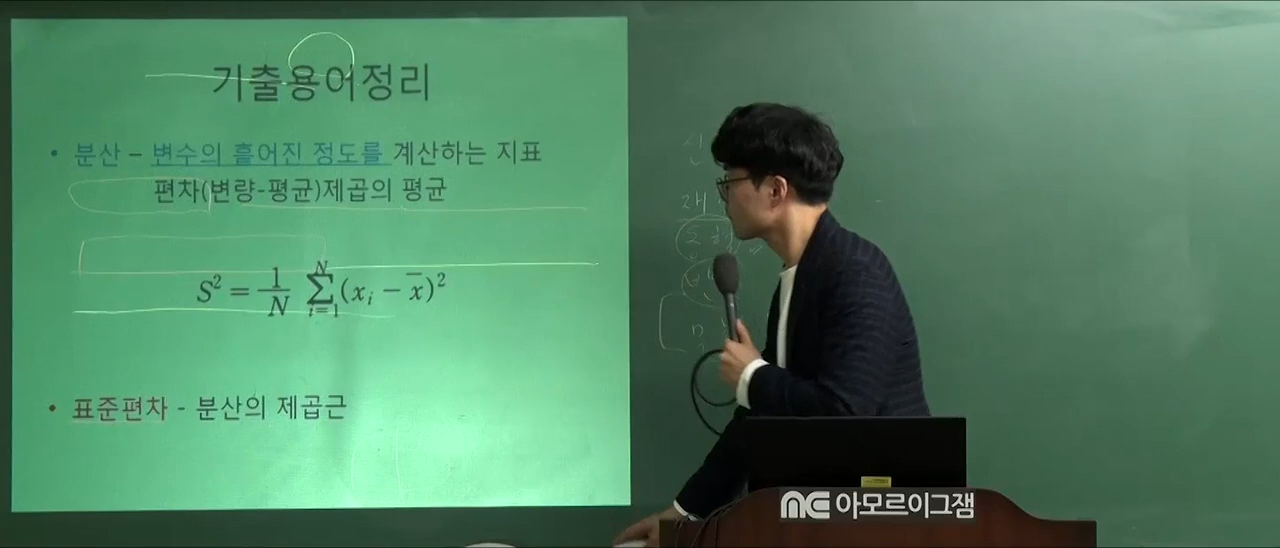 기출용어정리
• 분산 – 변수의 흩어진 정도를 계산하는 지표
편차(변량-평균)제곱의 평균
S² = 1/N ∑ᵢ₌₁ᴺ (xᵢ − x̄)²
• 표준편차 - 분산의 제곱근
아모르이그잼